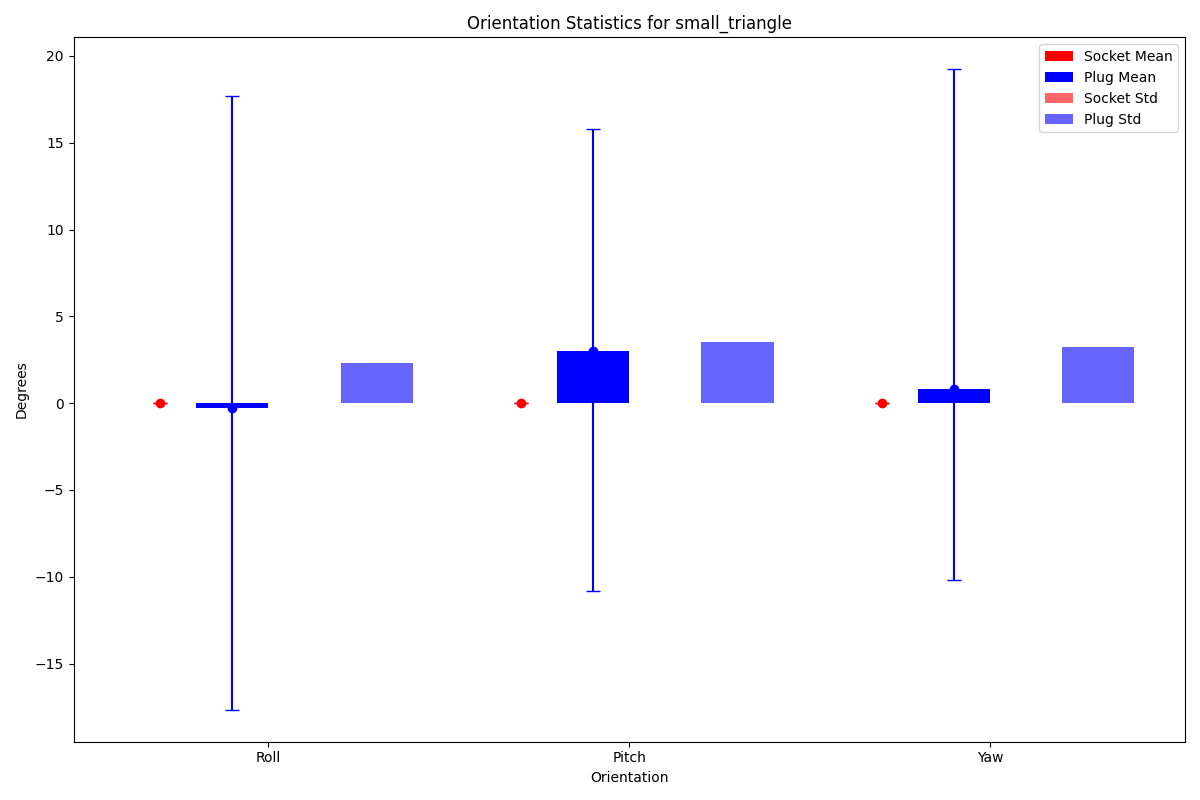 Orientation Statistics for small_triangle
Socket Mean
Plug Mean
Socket Std
Plug Std
Degrees
20
15
10
5
0
−5
−10
−15
Roll
Pitch
Yaw
Orientation